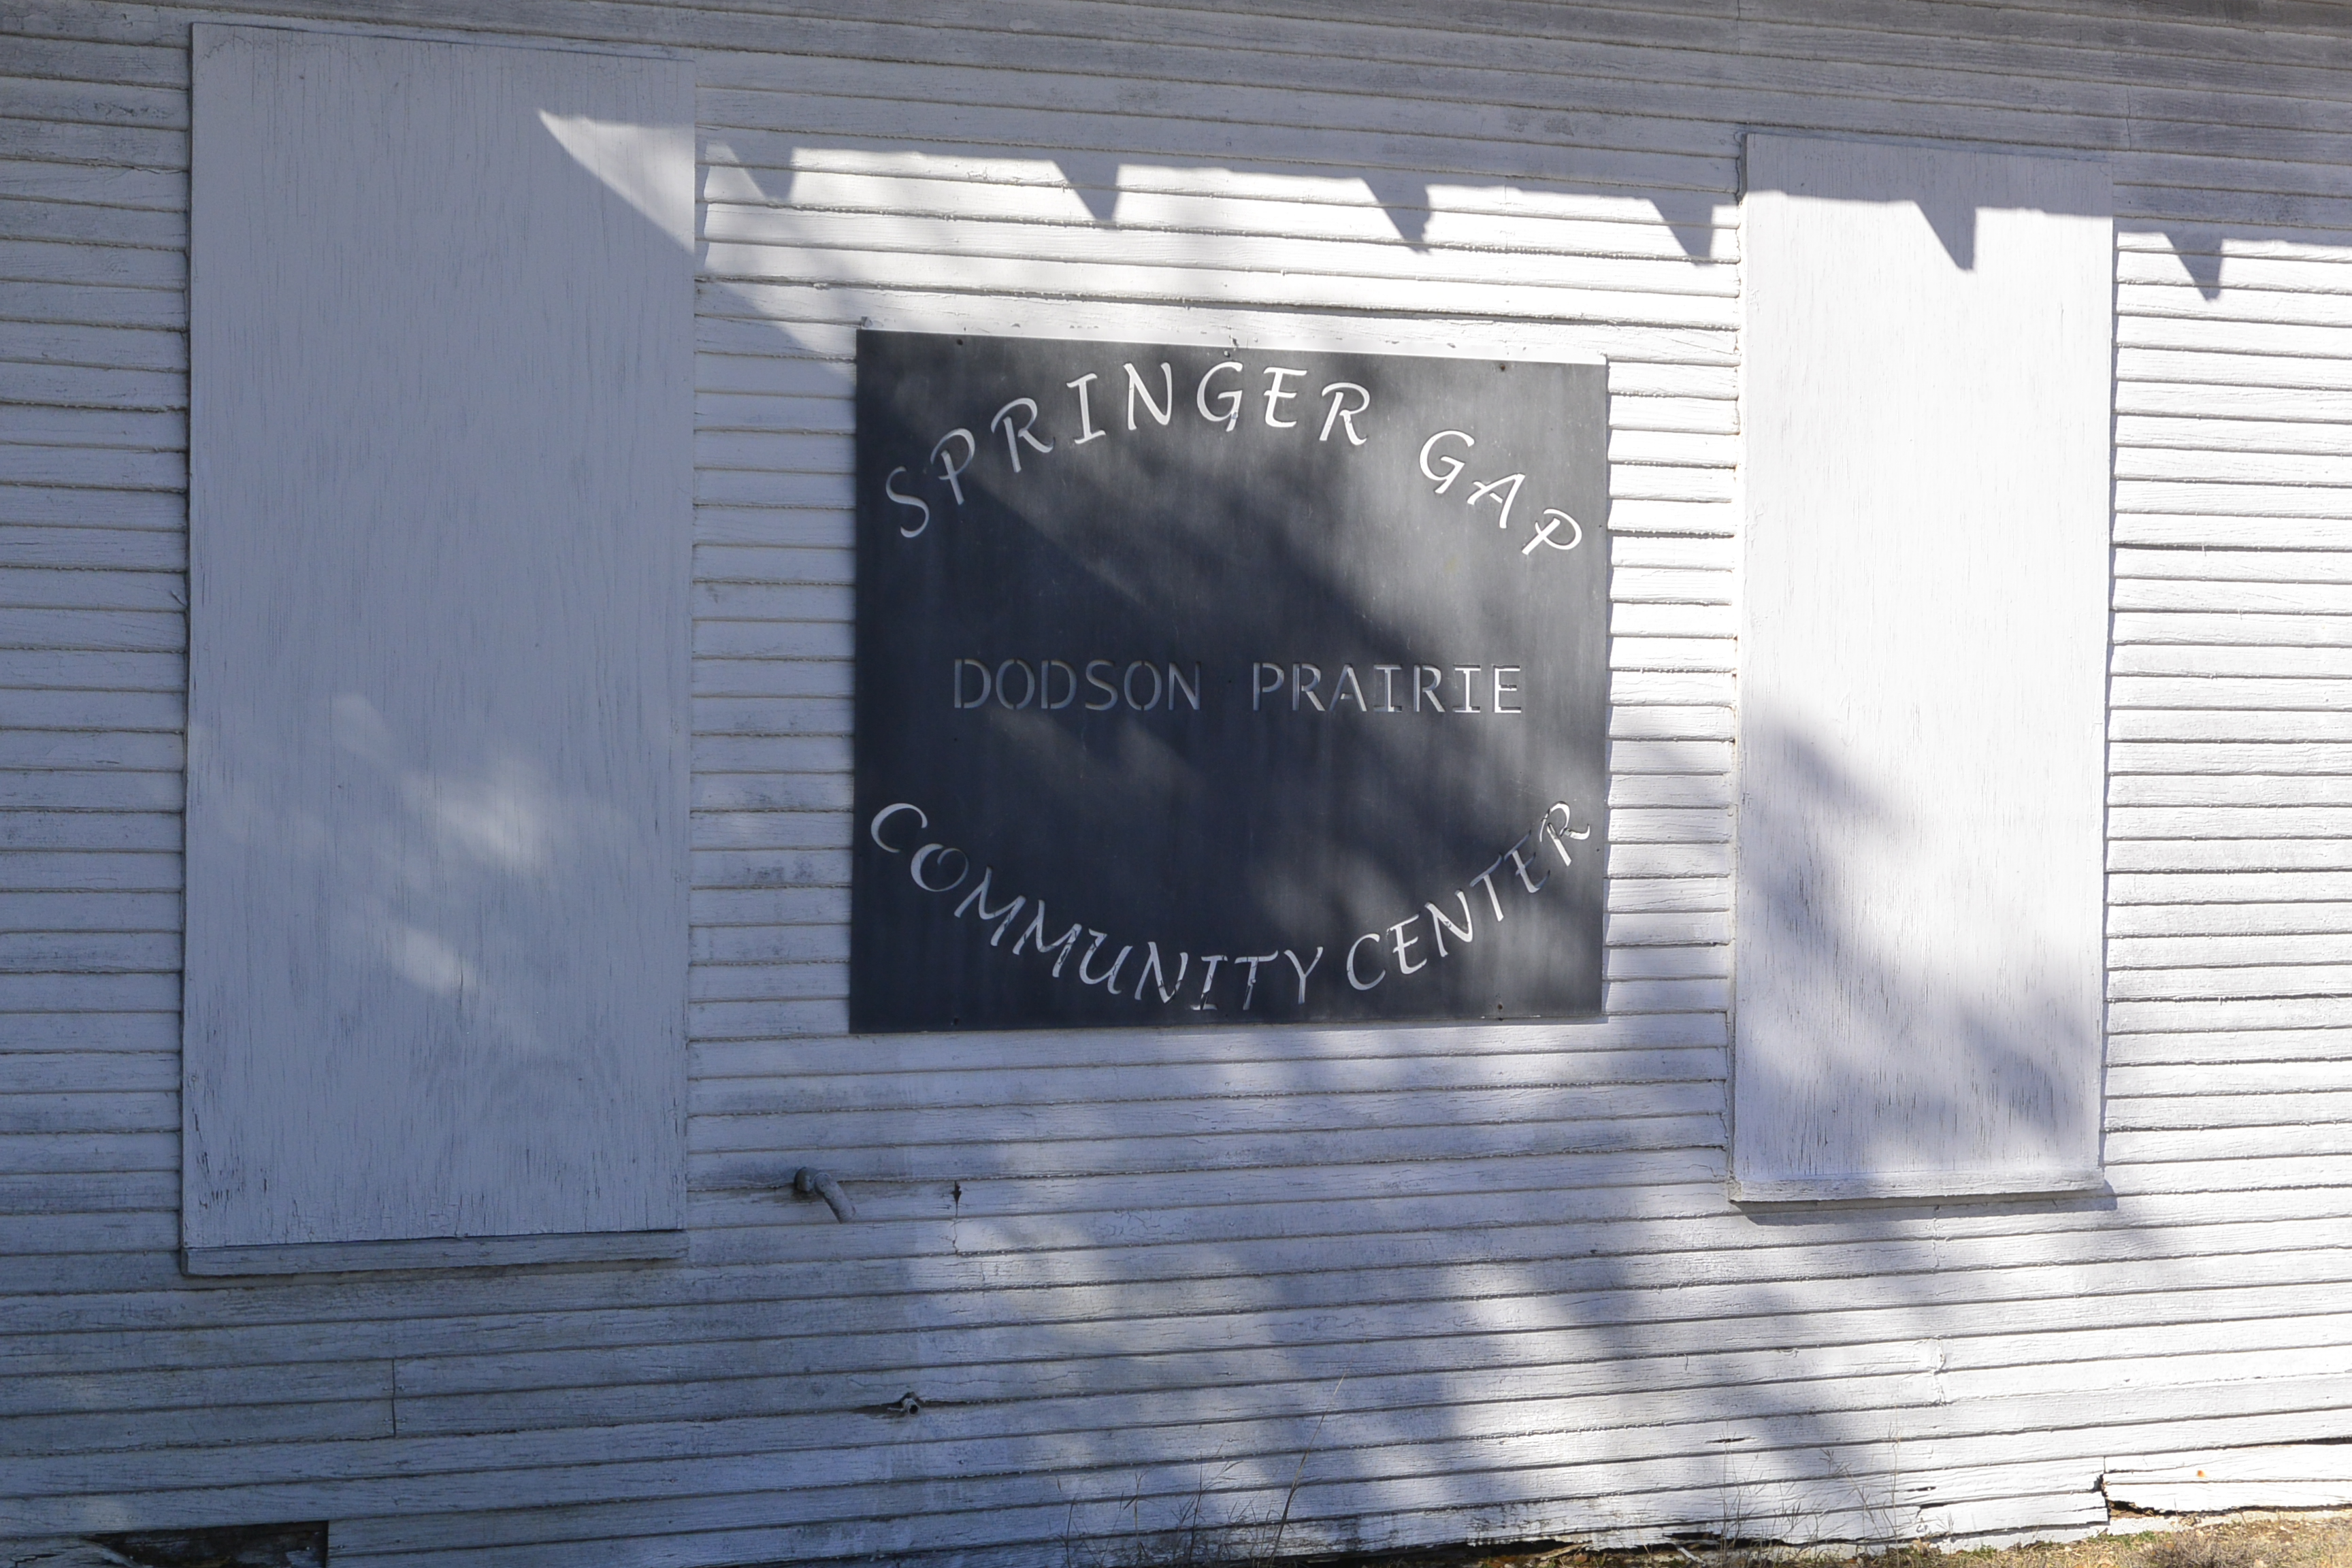 SPRINGER GAP
DODSON PRAIRIE
COMMUNITY CENTER